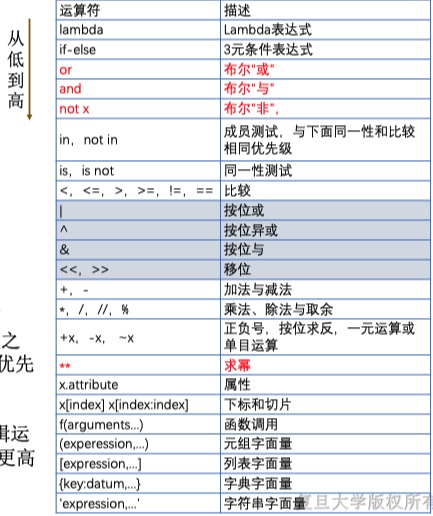 从
低
到
高
运算符 描述
lambda Lambda表达式
if-else 3元条件表达式
or 布尔“或”
and 布尔“与”
not x 布尔“非”,
in, not in 成员测试,与下面同一性和比较
相同优先级
is, is not 同一性测试
<, <=, >, >=, !=, == 比较
| 按位或
^ 按位异或
& 按位与
<<, >> 移位
+, - 加法与减法
*, /, //, % 乘法、除法与取余
+x, -x, ~x 正负号,按位求反,一元运算或
单目运算
** 求幂
x.attribute 属性
x[index] x[index:index] 下标和切片
f(arguments...) 函数调用
(experession,...) 元组字面量
[expression,...] 列表字面量
{key:datum,...} 字典字面量
'expression,...' 字符串字面量
之
优先
辑运
更高
复旦大学版权所有